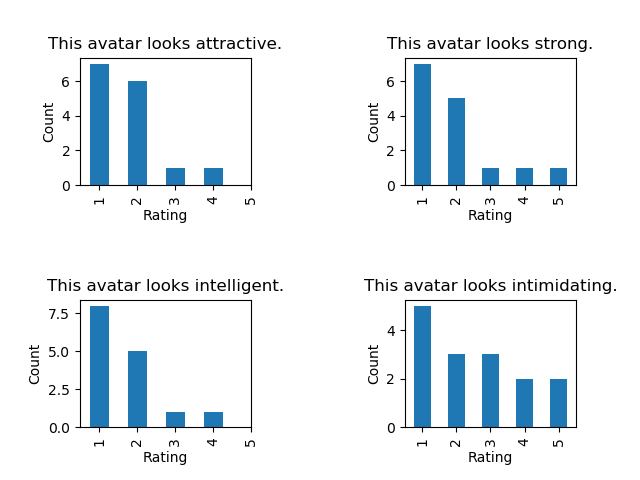 This avatar looks attractive.
6
4
2
0
Count
1 2 3 4 5
Rating
This avatar looks strong.
6
4
2
0
Count
1 2 3 4 5
Rating
This avatar looks intelligent.
7.5
5.0
2.5
0.0
Count
1 2 3 4 5
Rating
This avatar looks intimidating.
4
2
0
Count
1 2 3 4 5
Rating